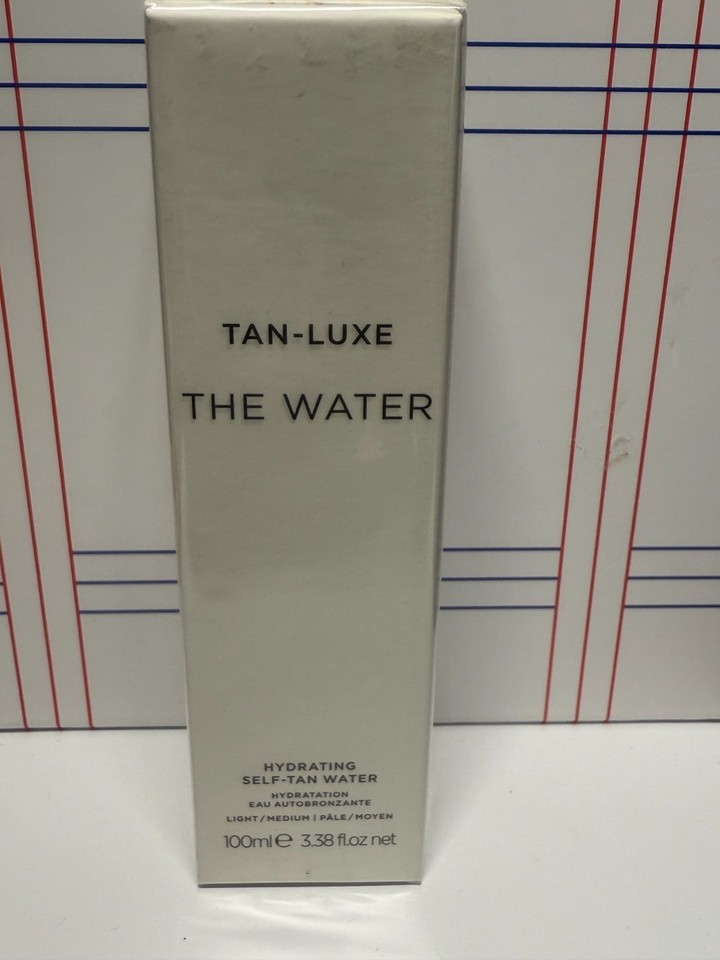 TAN-LUXE
THE WATER
HYDRATING
SELF-TAN WATER
HYDRATATION
EAU AUTOBRONZANTE
LIGHT/MEDIUM | PÂLE/MOYEN
100ml℮ 3.38 fl.oz net